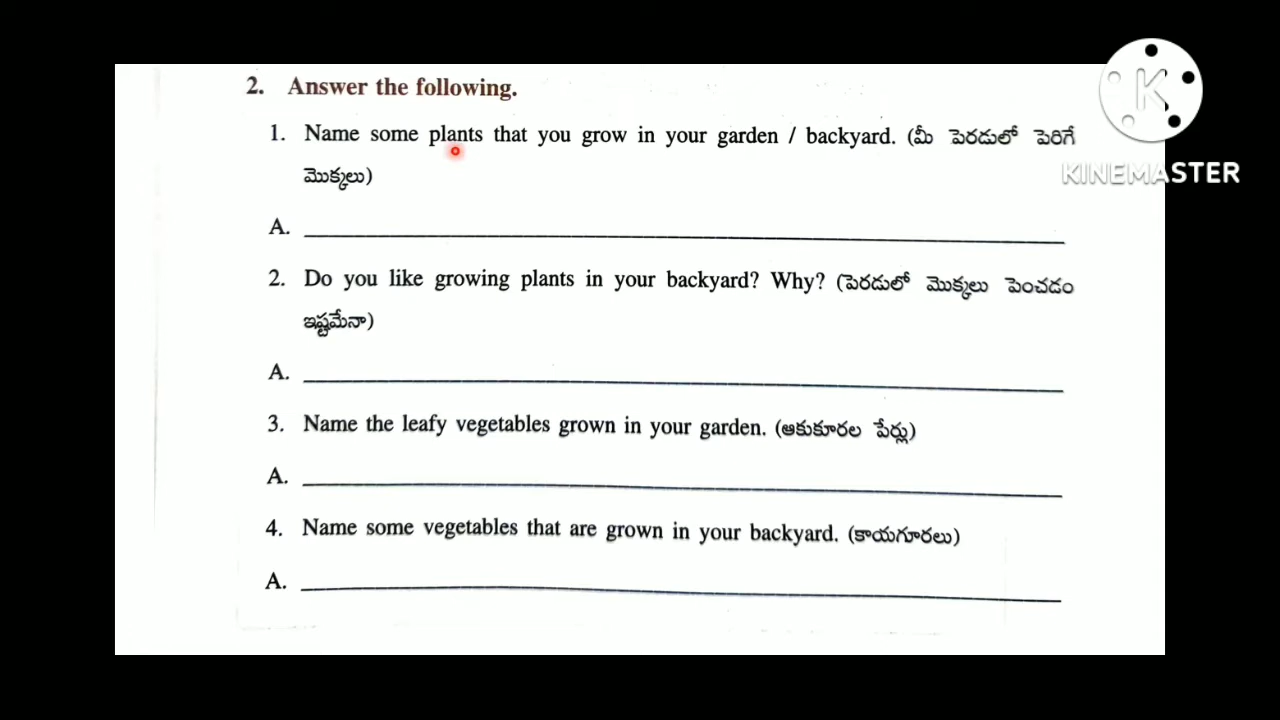 2. Answer the following.
1. Name some plants that you grow in your garden / backyard. (మీ పెరడులో పెరిగే
మొక్కలు)
A.
2. Do you like growing plants in your backyard? Why? (పెరడులో మొక్కలు పెంచడం
ఇష్టమేనా)
A.
3. Name the leafy vegetables grown in your garden. (ఆకుకూరల పేర్లు)
A.
4. Name some vegetables that are grown in your backyard. (కాయగూరలు)
A.
K
KINEMASTER